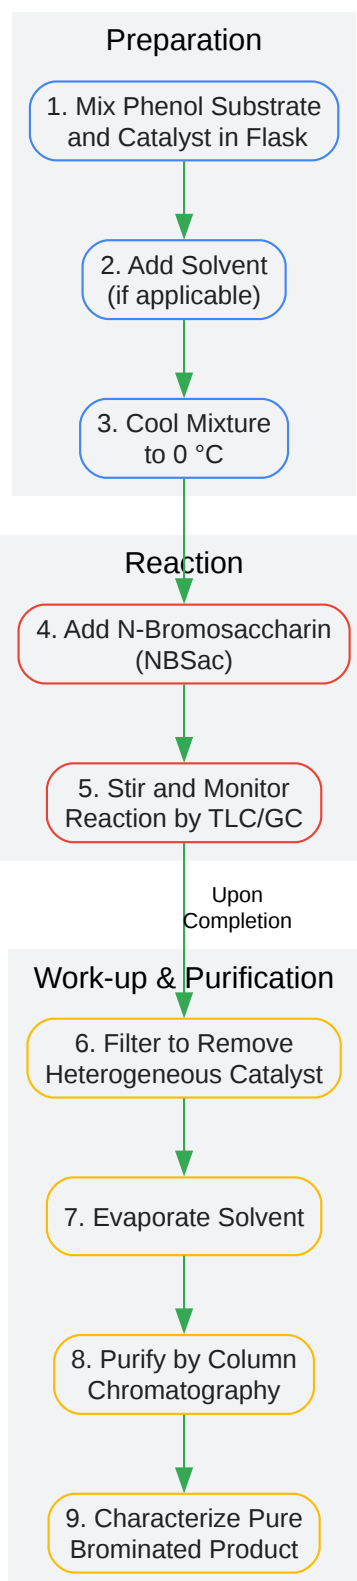 Preparation
1. Mix Phenol Substrate
and Catalyst in Flask
2. Add Solvent
(if applicable)
3. Cool Mixture
to 0 °C
Reaction
4. Add N-Bromosaccharin
(NBSac)
5. Stir and Monitor
Reaction by TLC/GC
Upon
Completion
Work-up & Purification
6. Filter to Remove
Heterogeneous Catalyst
7. Evaporate Solvent
8. Purify by Column
Chromatography
9. Characterize Pure
Brominated Product